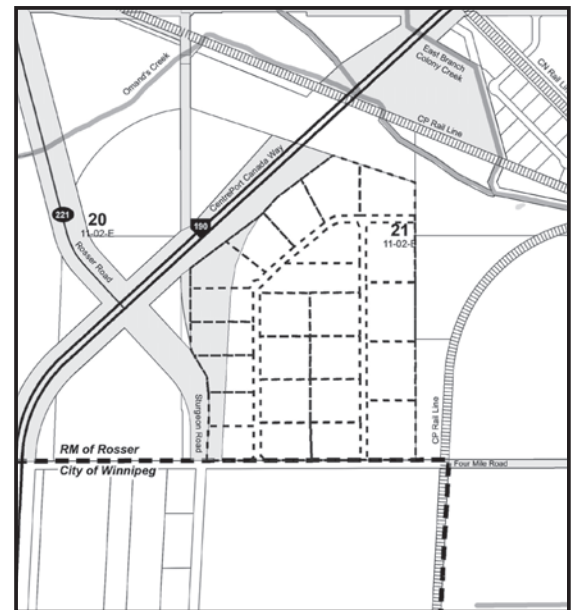 East Branch
Colony Creek
CN Rail Li
Omand's Creek
CP Rail Line
CentrePort Canada Way
221
20
11-02-E
190
21
11-02-E
Rosser Road
Sturgeon Road
CP Rail Line
RM of Rosser
City of Winnipeg
Four Mile Road